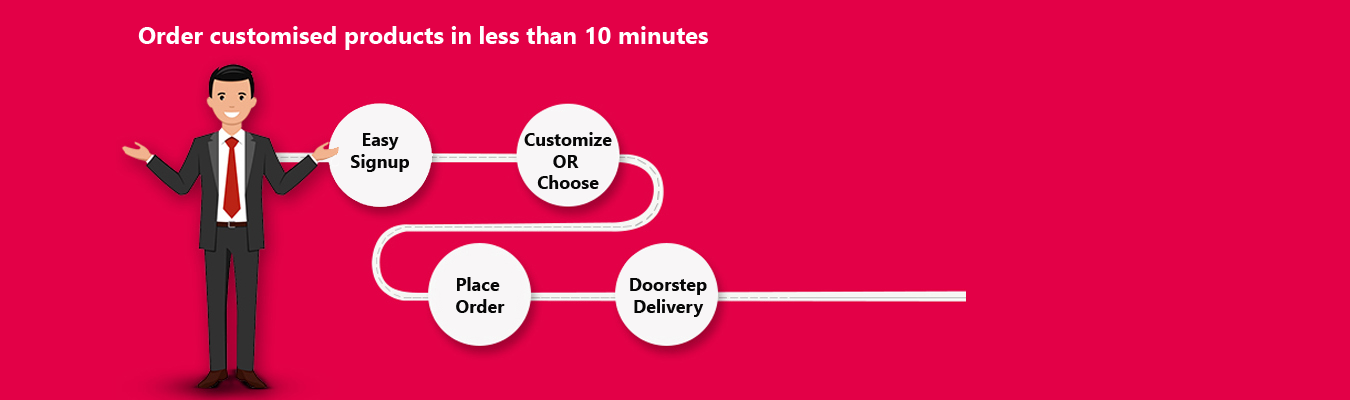 Order customised products in less than 10 minutes
Easy
Signup
Customize
OR
Choose
Place
Order
Doorstep
Delivery